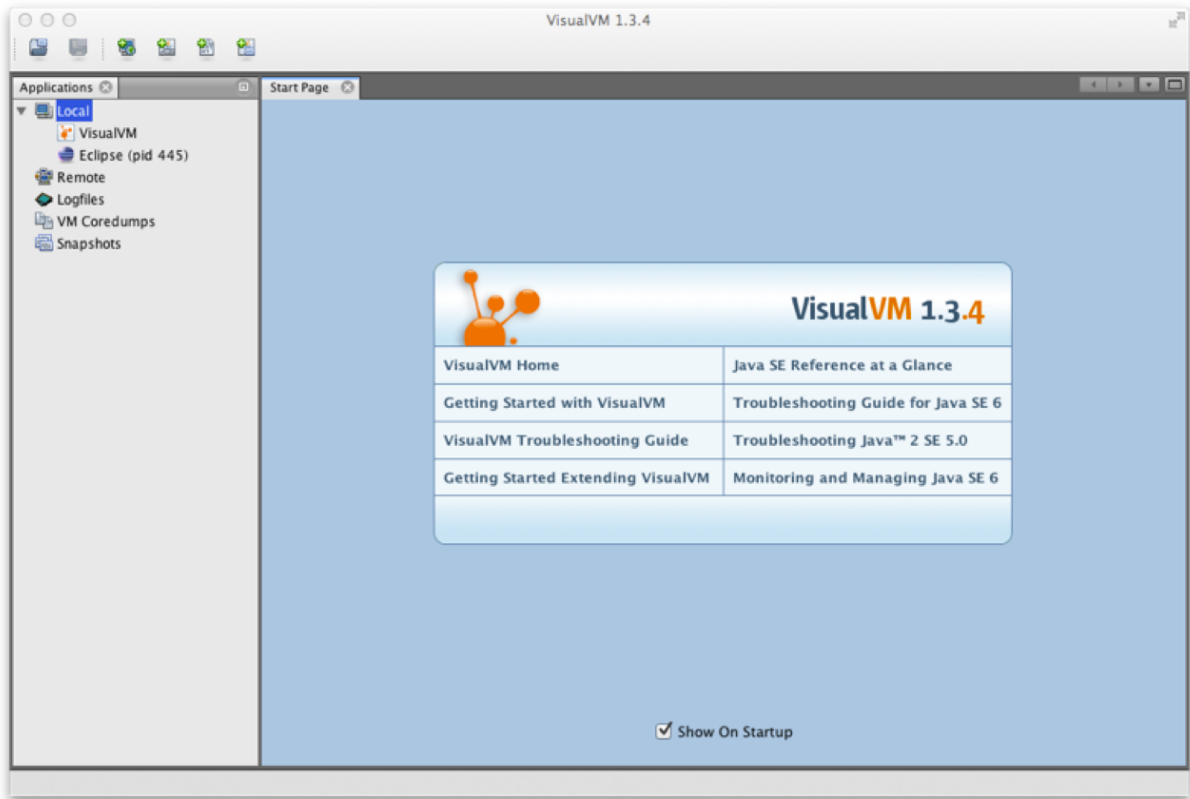 VisualVM 1.3.4
Applications
Start Page
Local
VisualVM
Eclipse (pid 445)
Remote
Logfiles
VM Coredumps
Snapshots
VisualVM 1.3.4
VisualVM Home
Java SE Reference at a Glance
Getting Started with VisualVM
Troubleshooting Guide for Java SE 6
VisualVM Troubleshooting Guide
Troubleshooting Java™ 2 SE 5.0
Getting Started Extending VisualVM
Monitoring and Managing Java SE 6
Show On Startup